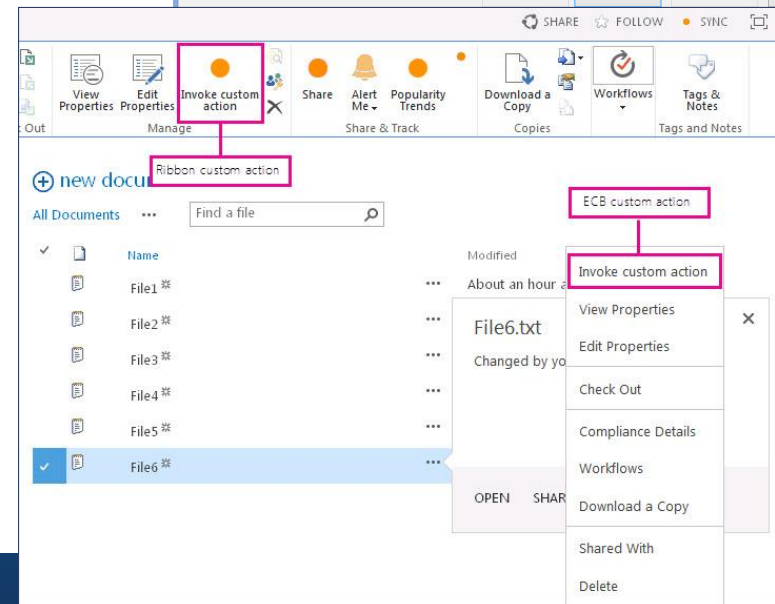 SHARE FOLLOW SYNC
View Properties
Edit Properties
Invoke custom action
Share
Alert Me
Popularity Trends
Download a Copy
Workflows
Tags & Notes
Out
Manage
Share & Track
Copies
Tags and Notes
Ribbon custom action
new docu
All Documents ...
Find a file
ECB custom action
Name
Modified
File1
...
About an hour a
File2
...
File3
...
File4
...
File5
...
File6
...
File6.txt
Changed by yo
OPEN SHAR
Invoke custom action
View Properties
Edit Properties
Check Out
Compliance Details
Workflows
Download a Copy
Shared With
Delete